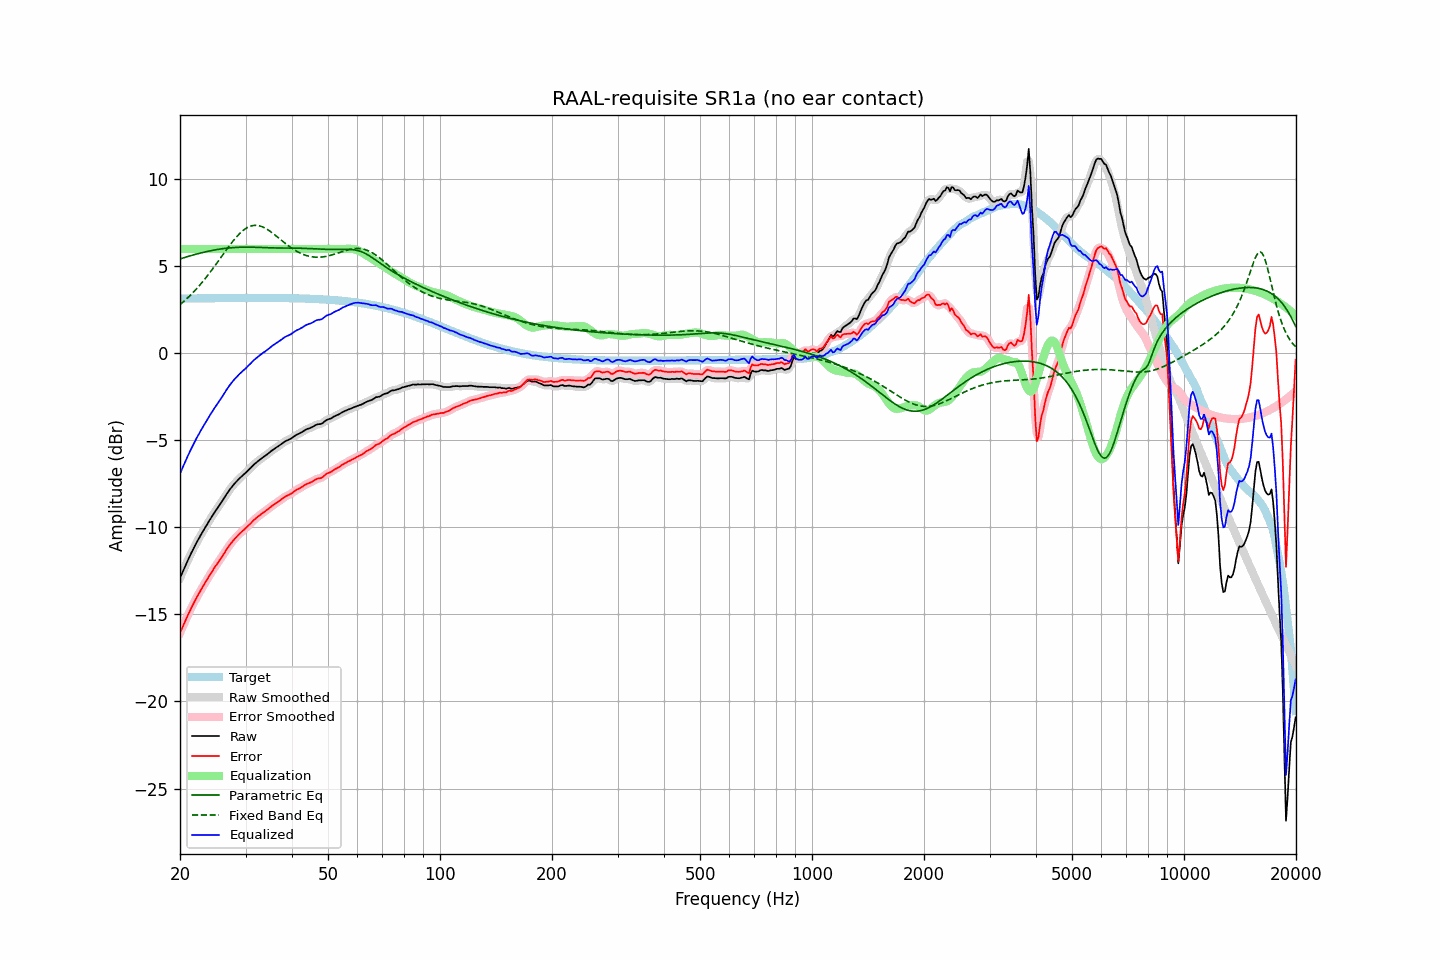 RAAL-requisite SR1a (no ear contact)
10
5
0
−5
−10
−15
−20
−25
Amplitude (dBr)
Target
Raw Smoothed
Error Smoothed
Raw
Error
Equalization
Parametric Eq
Fixed Band Eq
Equalized
20 50 100 200 500 1000 2000 5000 10000 20000
Frequency (Hz)